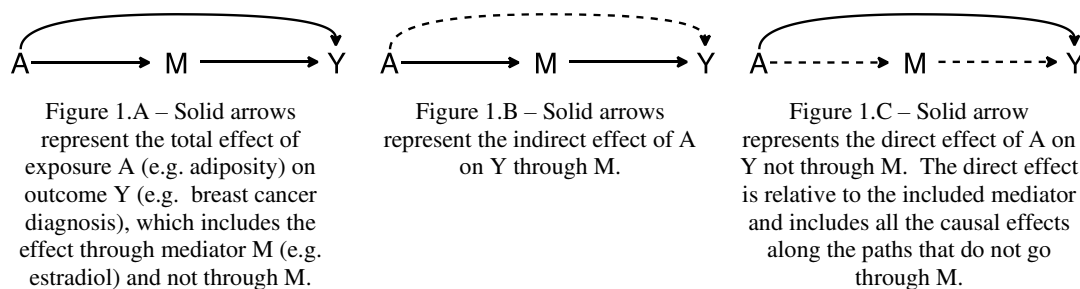 A M Y
Figure 1.A – Solid arrows
represent the total effect of
exposure A (e.g. adiposity) on
outcome Y (e.g. breast cancer
diagnosis), which includes the
effect through mediator M (e.g.
estradiol) and not through M.
A M Y
Figure 1.B – Solid arrows
represent the indirect effect of A
on Y through M.
A M Y
Figure 1.C – Solid arrow
represents the direct effect of A on
Y not through M. The direct effect
is relative to the included mediator
and includes all the causal effects
along the paths that do not go
through M.